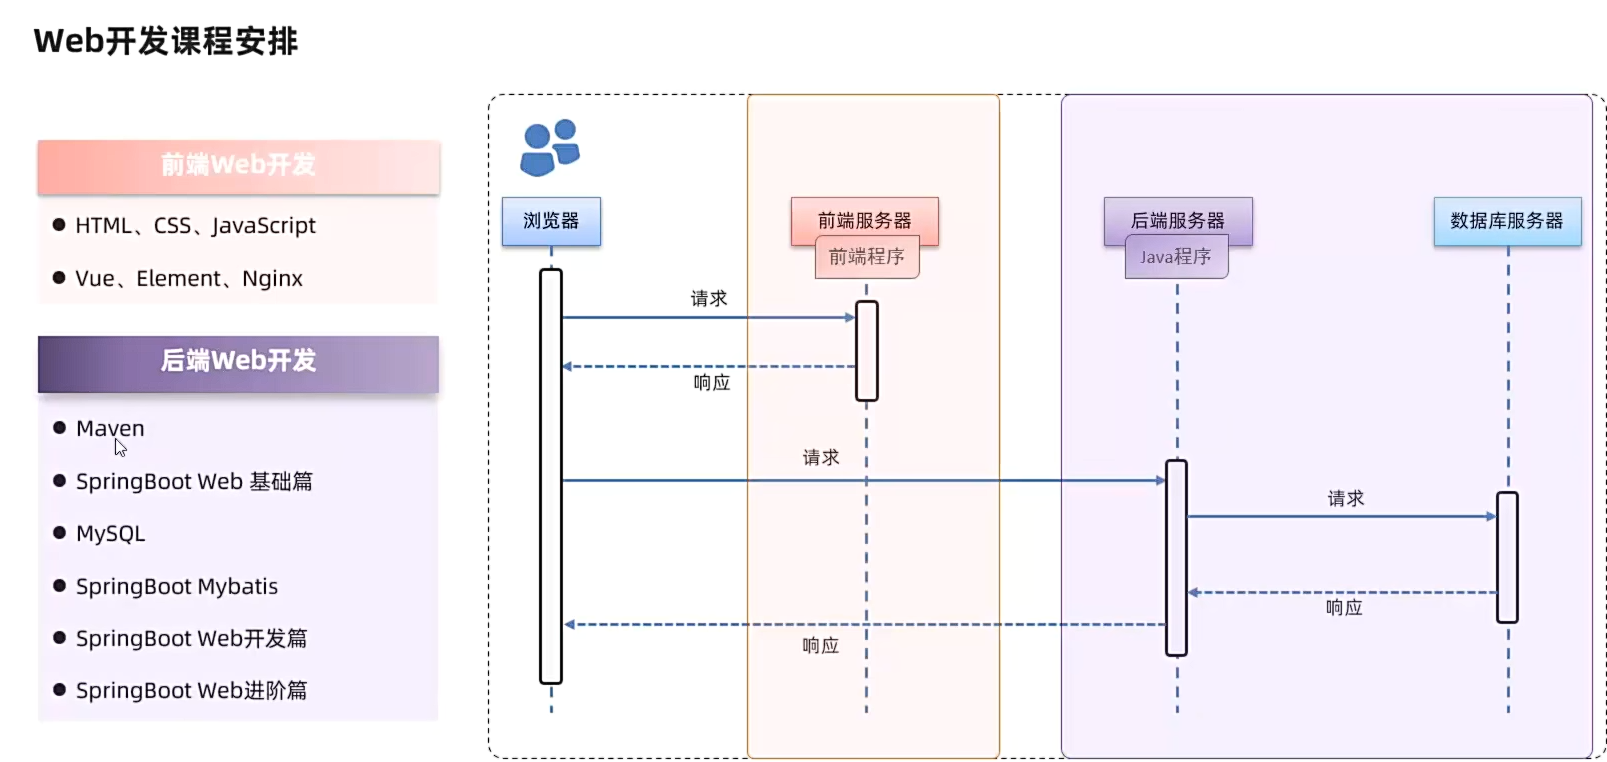 Web开发课程安排
前端Web开发
HTML、CSS、JavaScript
Vue、Element、Nginx
后端Web开发
Maven
SpringBoot Web 基础篇
MySQL
SpringBoot Mybatis
SpringBoot Web开发篇
SpringBoot Web进阶篇
浏览器
前端服务器
前端程序
后端服务器
Java程序
数据库服务器
请求
响应
请求
请求
响应
响应